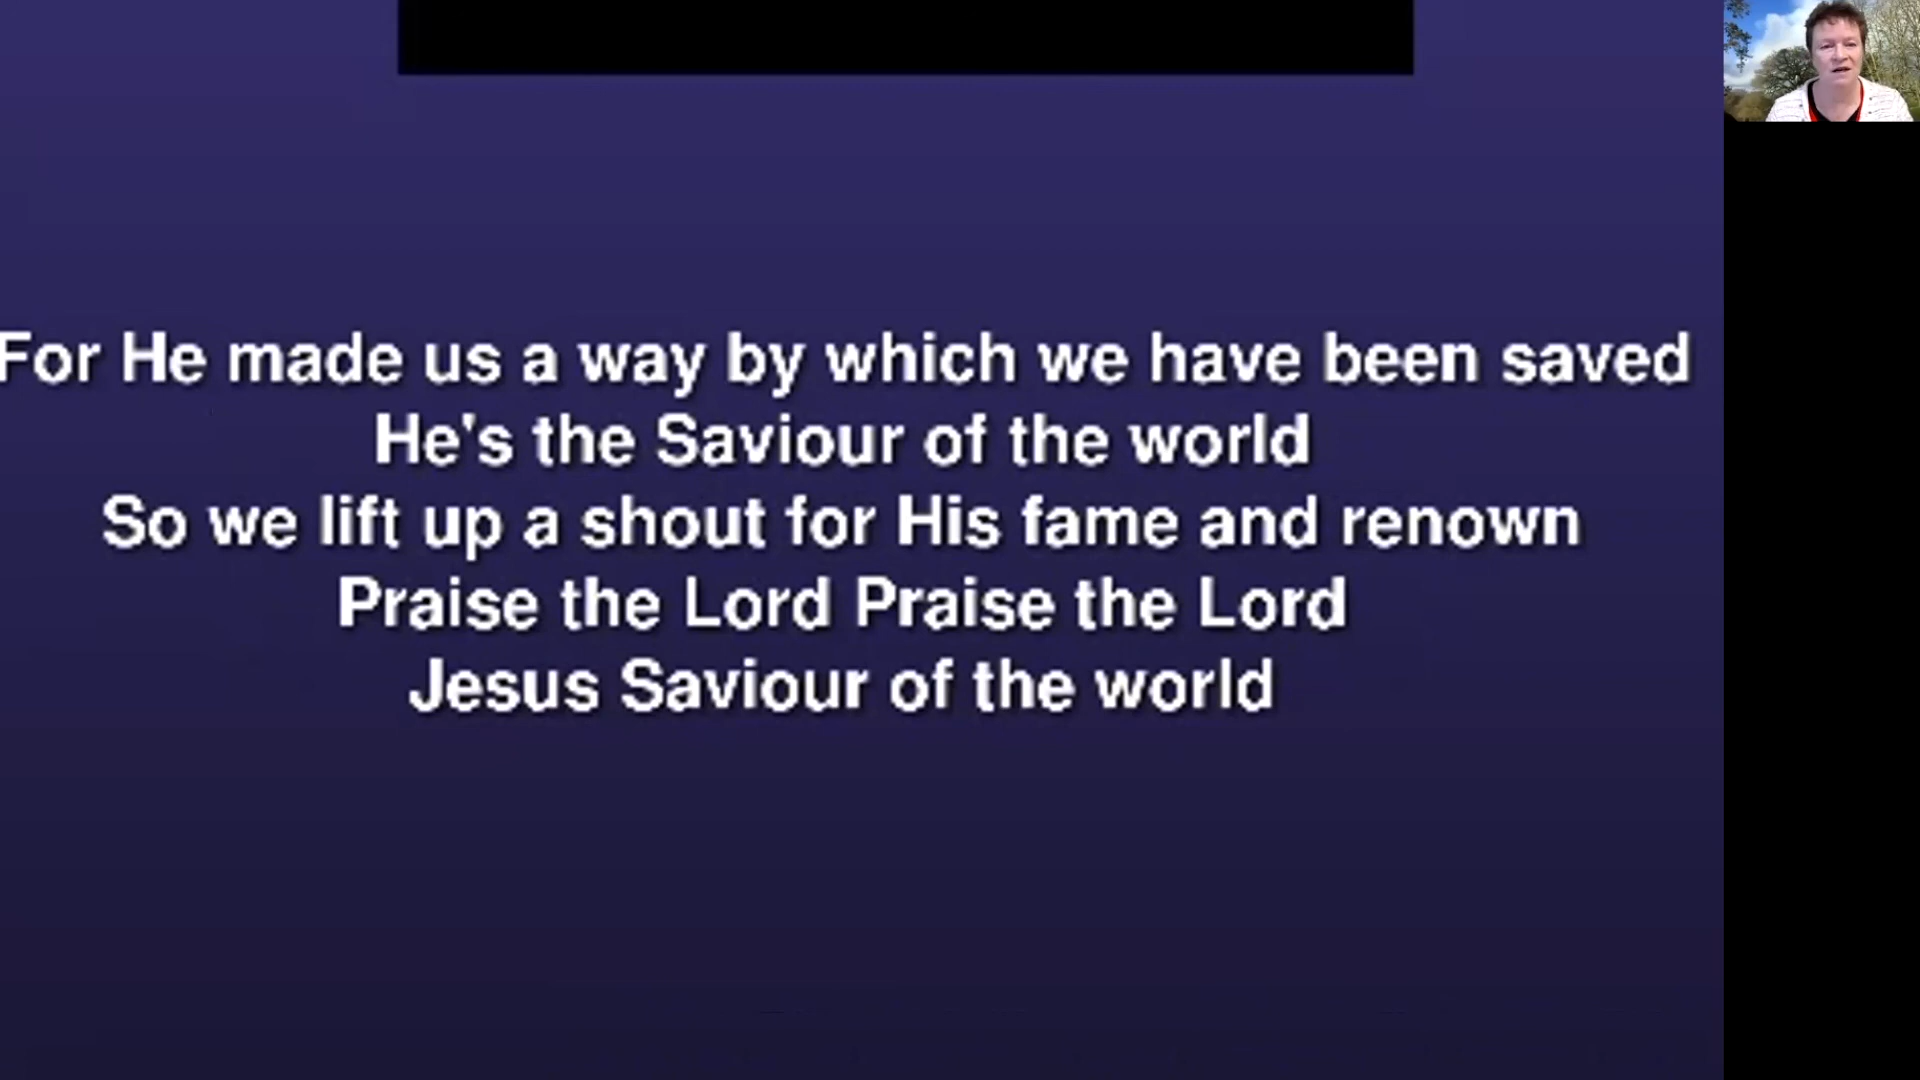 For He made us a way by which we have been saved
He's the Saviour of the world
So we lift up a shout for His fame and renown
Praise the Lord Praise the Lord
Jesus Saviour of the world